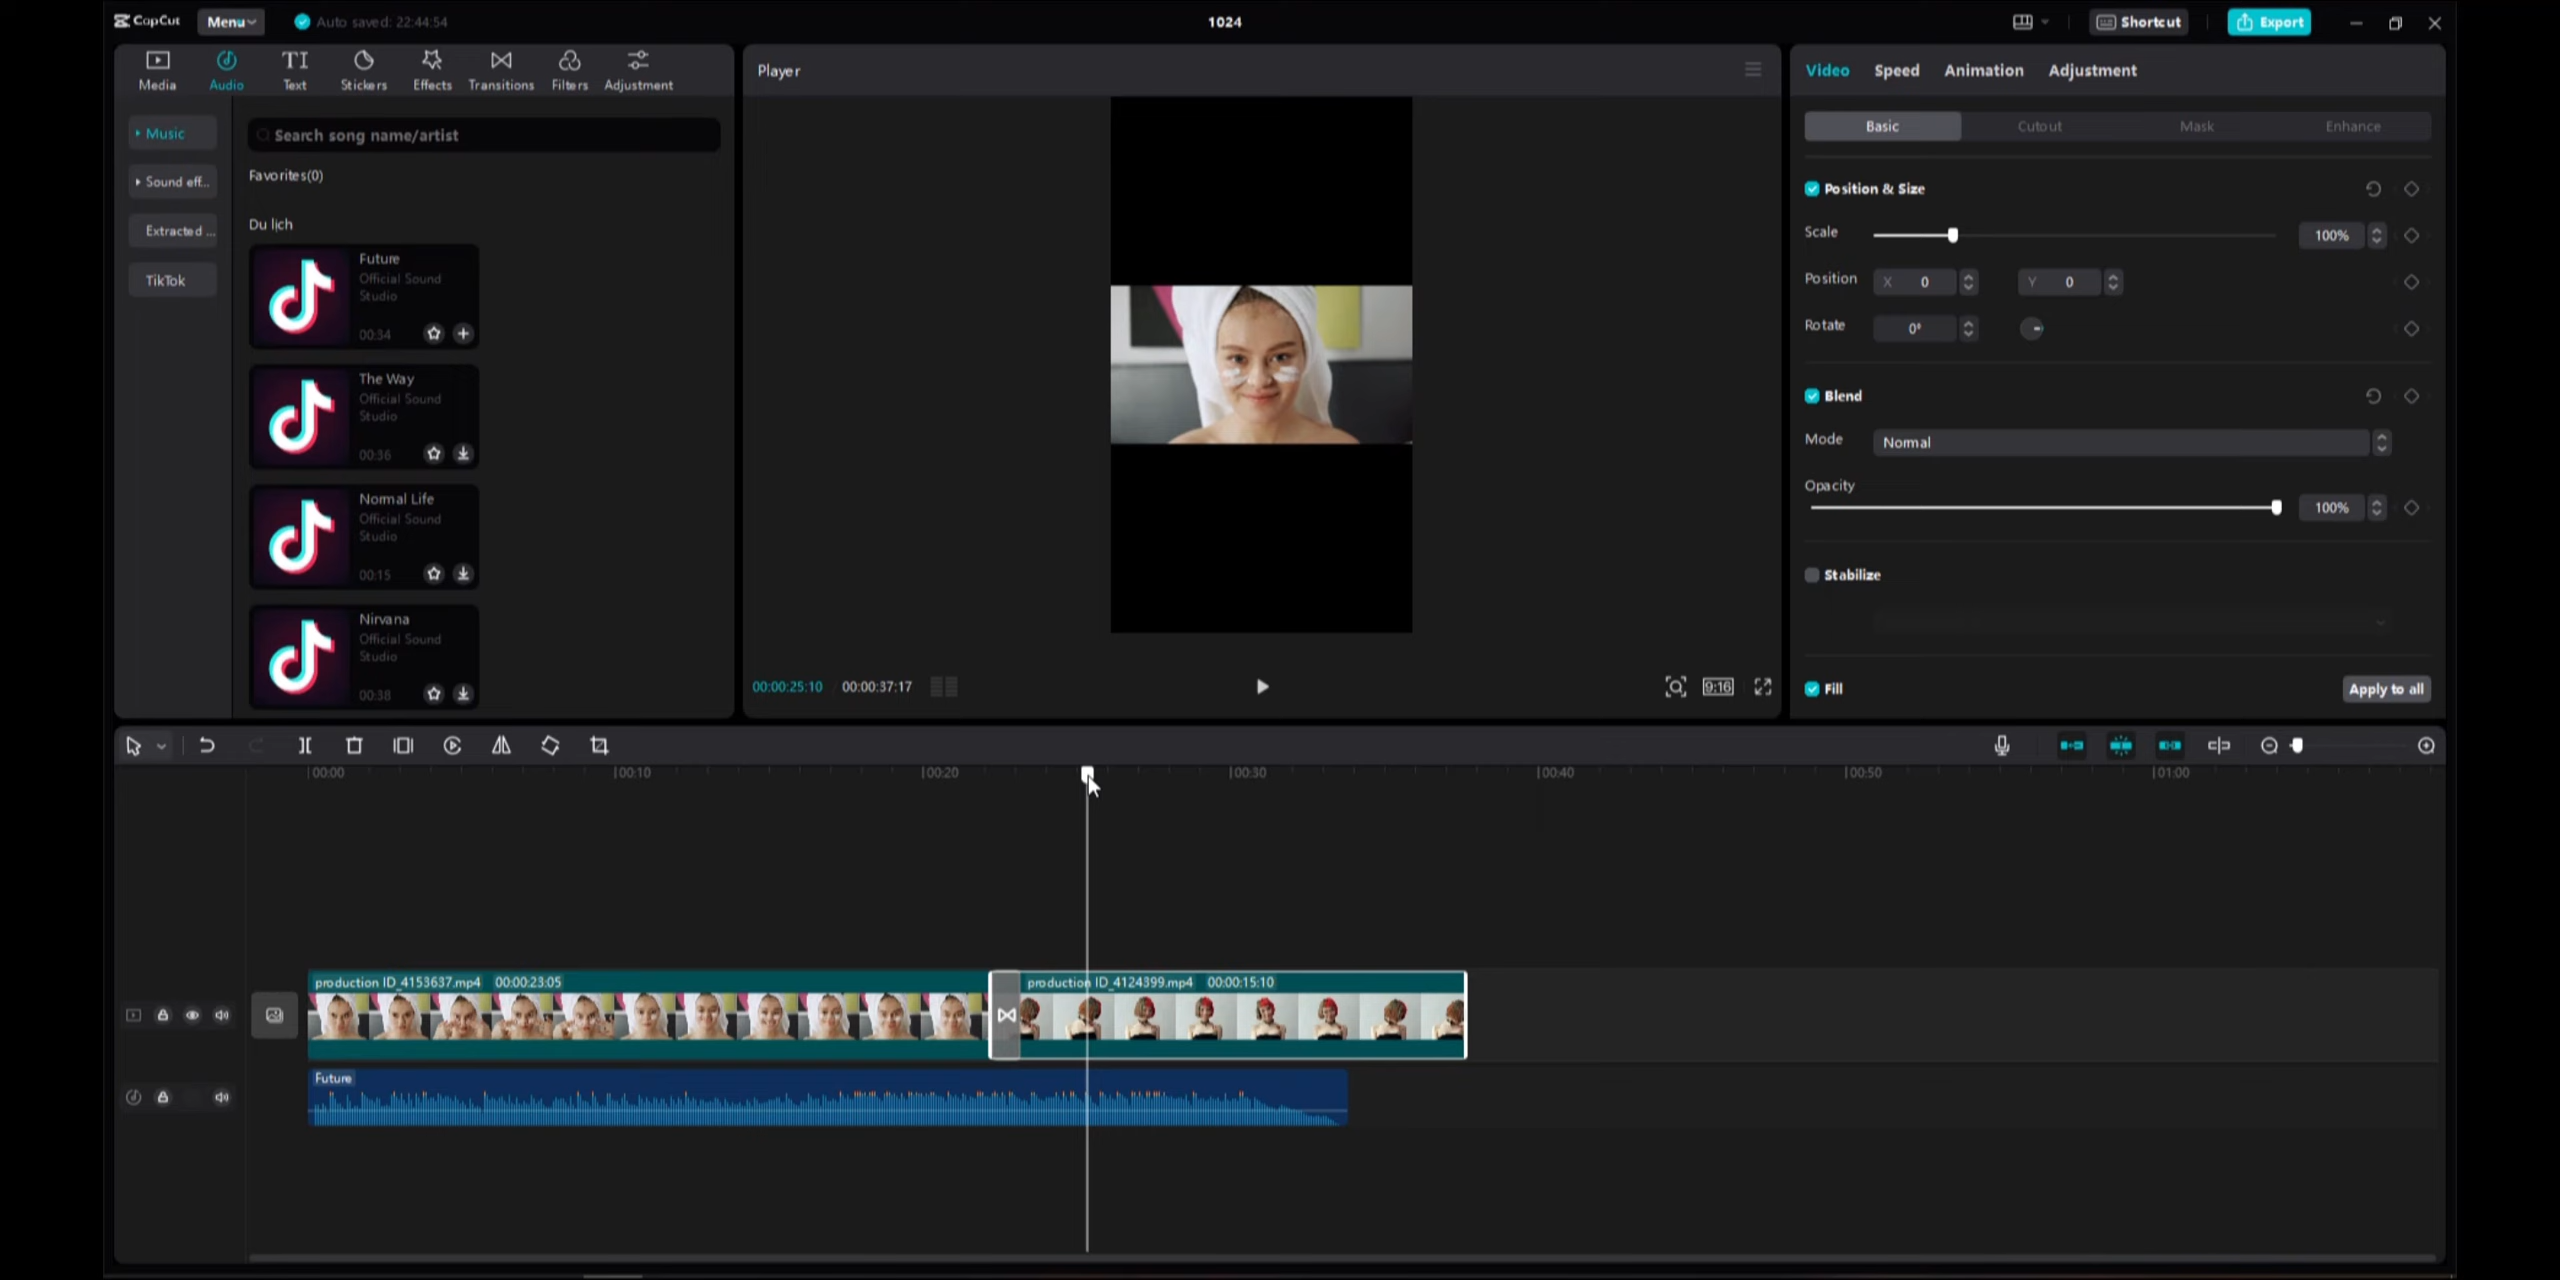 CapCut
Menu
Auto saved: 22:44:54
1024
Shortcut
Export
Media
Audio
TI
Text
Stickers
Effects
Transitions
Filters
Adjustment
Music
Sound eff...
Extracted ...
TikTok
Search song name/artist
Favorites(0)
Du lịch
Future
Official Sound
Studio
00:34
The Way
Official Sound
Studio
00:36
Normal Life
Official Sound
Studio
00:15
Nirvana
Official Sound
Studio
00:38
Player
00:00:25:10
00:00:37:17
9:16
Video
Speed
Animation
Adjustment
Basic
Cutout
Mask
Enhance
Position & Size
Scale
100%
Position
X 0
Y 0
Rotate
0°
Blend
Mode
Normal
Opacity
100%
Stabilize
Fill
Apply to all
00:00
00:10
00:20
00:30
00:40
00:50
01:00
production ID_4153637.mp4 00:00:23:05
production ID_4124399.mp4 00:00:15:10
Future